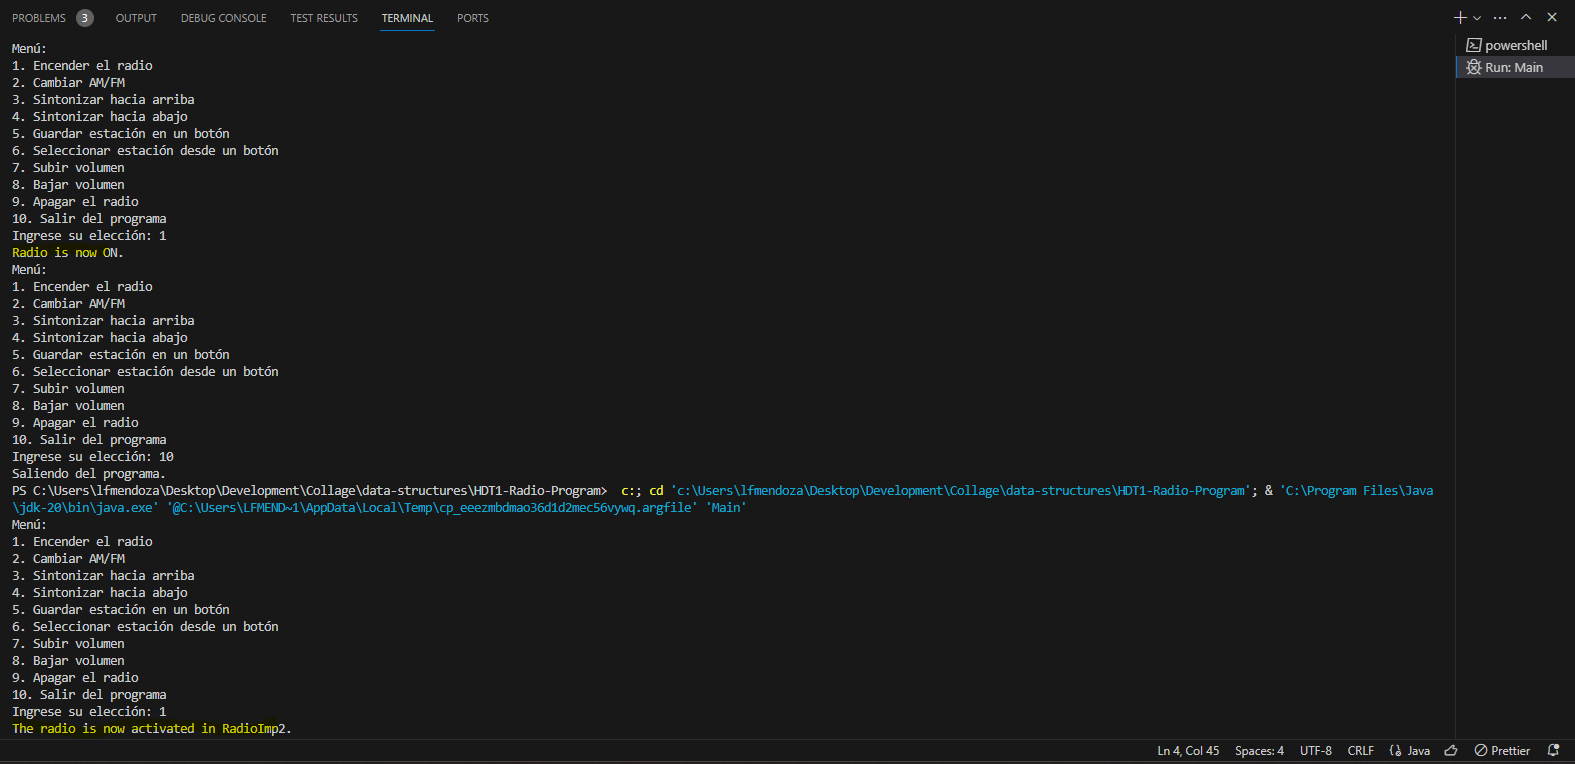 PROBLEMS 3 OUTPUT DEBUG CONSOLE TEST RESULTS TERMINAL PORTS
powershell
Run: Main
Menú:
1. Encender el radio
2. Cambiar AM/FM
3. Sintonizar hacia arriba
4. Sintonizar hacia abajo
5. Guardar estación en un botón
6. Seleccionar estación desde un botón
7. Subir volumen
8. Bajar volumen
9. Apagar el radio
10. Salir del programa
Ingrese su elección: 1
Radio is now ON.
Menú:
1. Encender el radio
2. Cambiar AM/FM
3. Sintonizar hacia arriba
4. Sintonizar hacia abajo
5. Guardar estación en un botón
6. Seleccionar estación desde un botón
7. Subir volumen
8. Bajar volumen
9. Apagar el radio
10. Salir del programa
Ingrese su elección: 10
Saliendo del programa.
PS C:\Users\lfmendoza\Desktop\Development\Collage\data-structures\HDT1-Radio-Program>  c:; cd 'c:\Users\lfmendoza\Desktop\Development\Collage\data-structures\HDT1-Radio-Program'; & 'C:\Program Files\Java
\jdk-20\bin\java.exe' '@C:\Users\LFMEND~1\AppData\Local\Temp\cp_eeezmbdmao36d1d2mec56vywq.argfile' 'Main'
Menú:
1. Encender el radio
2. Cambiar AM/FM
3. Sintonizar hacia arriba
4. Sintonizar hacia abajo
5. Guardar estación en un botón
6. Seleccionar estación desde un botón
7. Subir volumen
8. Bajar volumen
9. Apagar el radio
10. Salir del programa
Ingrese su elección: 1
The radio is now activated in RadioImp2.
Ln 4, Col 45 Spaces: 4 UTF-8 CRLF Java Prettier